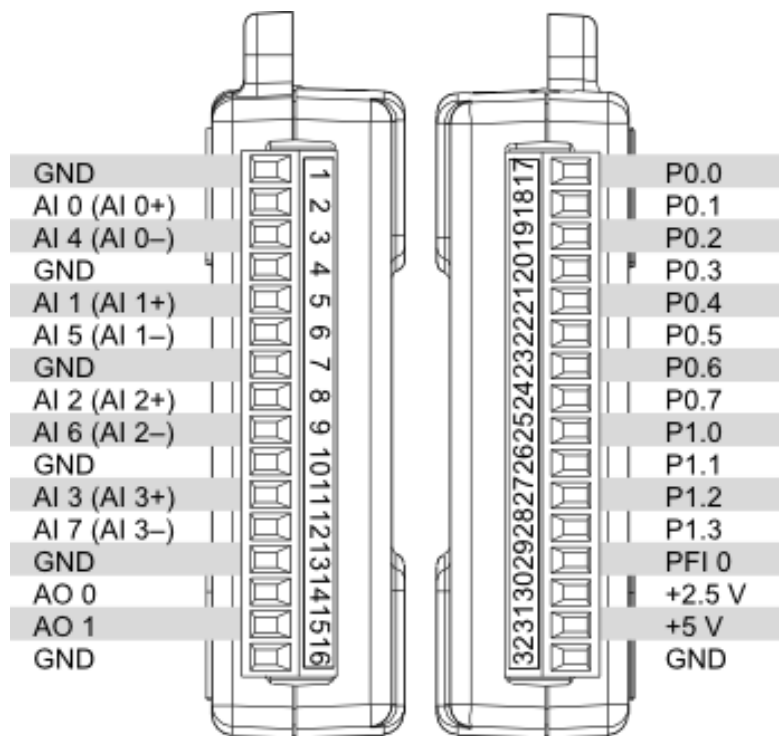 GND 1
AI 0 (AI 0+) 2
AI 4 (AI 0–) 3
GND 4
AI 1 (AI 1+) 5
AI 5 (AI 1–) 6
GND 7
AI 2 (AI 2+) 8
AI 6 (AI 2–) 9
GND 10
AI 3 (AI 3+) 11
AI 7 (AI 3–) 12
GND 13
AO 0 14
AO 1 15
GND 16
17 P0.0
18 P0.1
19 P0.2
20 P0.3
21 P0.4
22 P0.5
23 P0.6
24 P0.7
25 P1.0
26 P1.1
27 P1.2
28 P1.3
29 PFI 0
30 +2.5 V
31 +5 V
32 GND